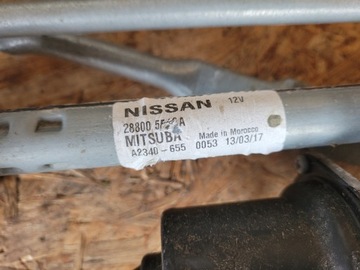 NISSAN 12V
28800
MITSUBA Made in Morocco
A2340-655 0053 13/03/17